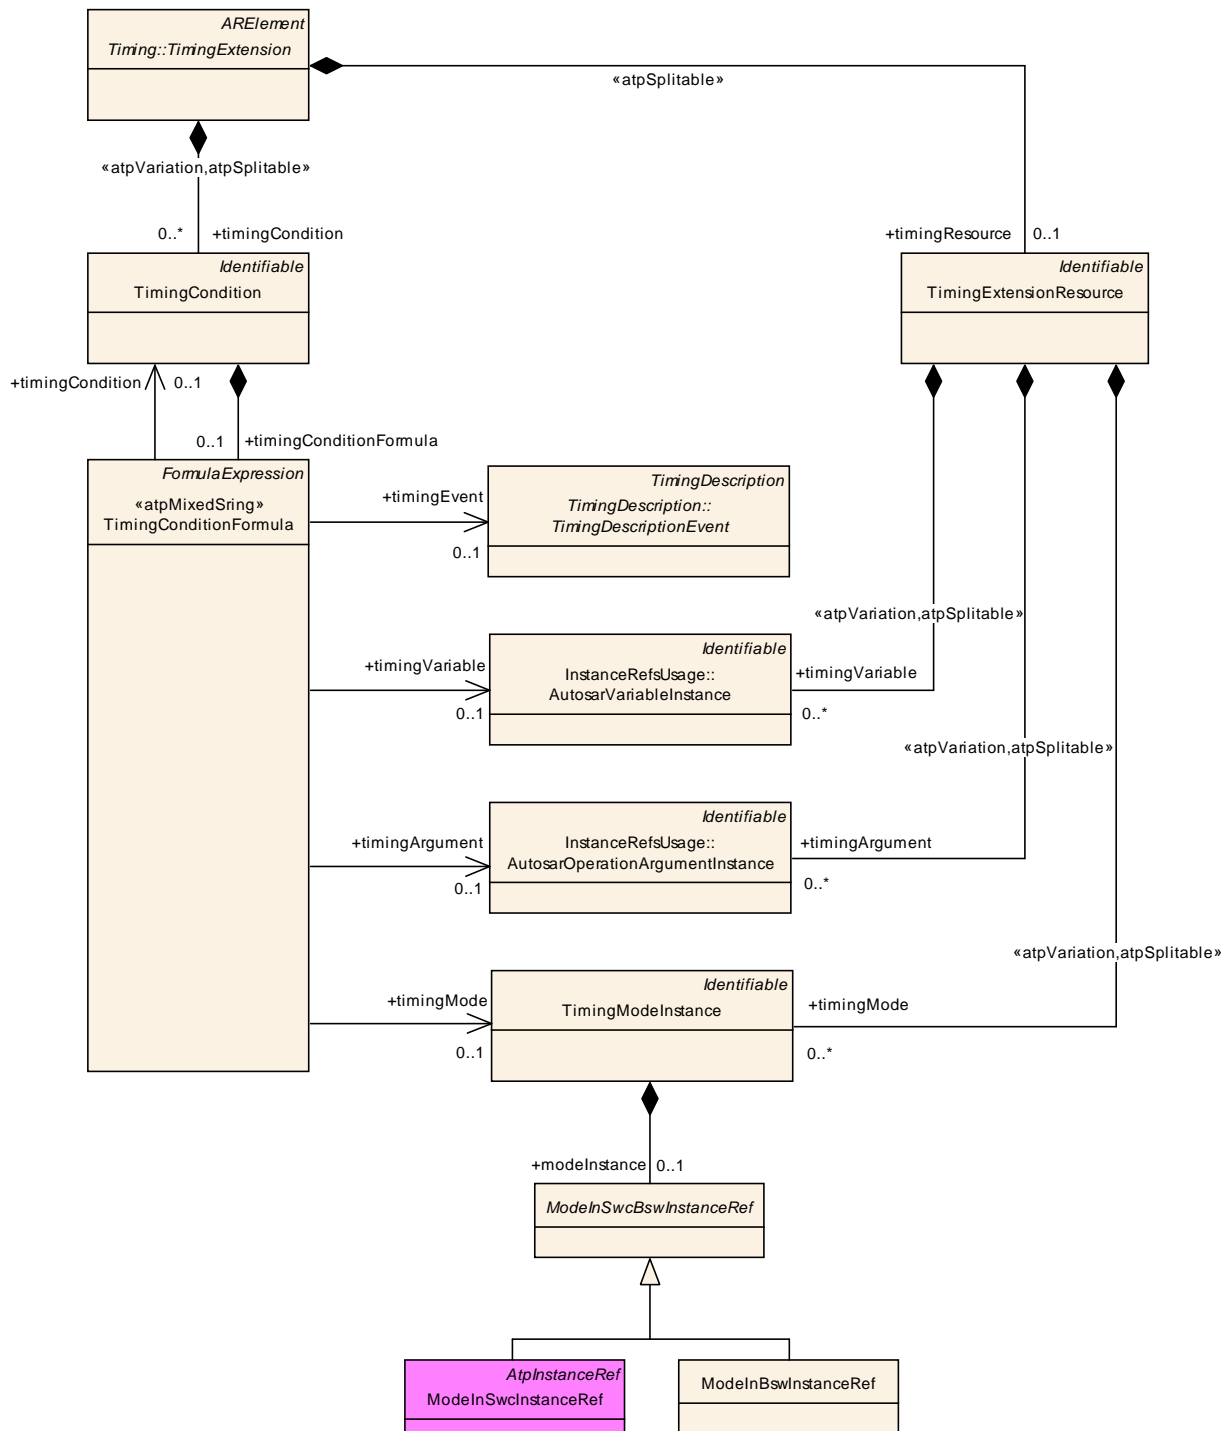 ARElement
Timing::TimingExtension
«atpSplitable»
«atpVariation,atpSplitable»
0..*
+timingCondition
+timingResource
0..1
Identifiable
TimingCondition
Identifiable
TimingExtensionResource
+timingCondition
0..1
0..1
+timingConditionFormula
FormulaExpression
«atpMixedSring»
TimingConditionFormula
+timingEvent
0..1
TimingDescription
TimingDescription::
TimingDescriptionEvent
«atpVariation,atpSplitable»
+timingVariable
0..1
Identifiable
InstanceRefsUsage::
AutosarVariableInstance
+timingVariable
0..*
«atpVariation,atpSplitable»
+timingArgument
0..1
Identifiable
InstanceRefsUsage::
AutosarOperationArgumentInstance
+timingArgument
0..*
«atpVariation,atpSplitable»
+timingMode
0..1
Identifiable
TimingModeInstance
+timingMode
0..*
+modeInstance
0..1
ModeInSwcBswInstanceRef
AtpInstanceRef
ModeInSwcInstanceRef
ModeInBswInstanceRef